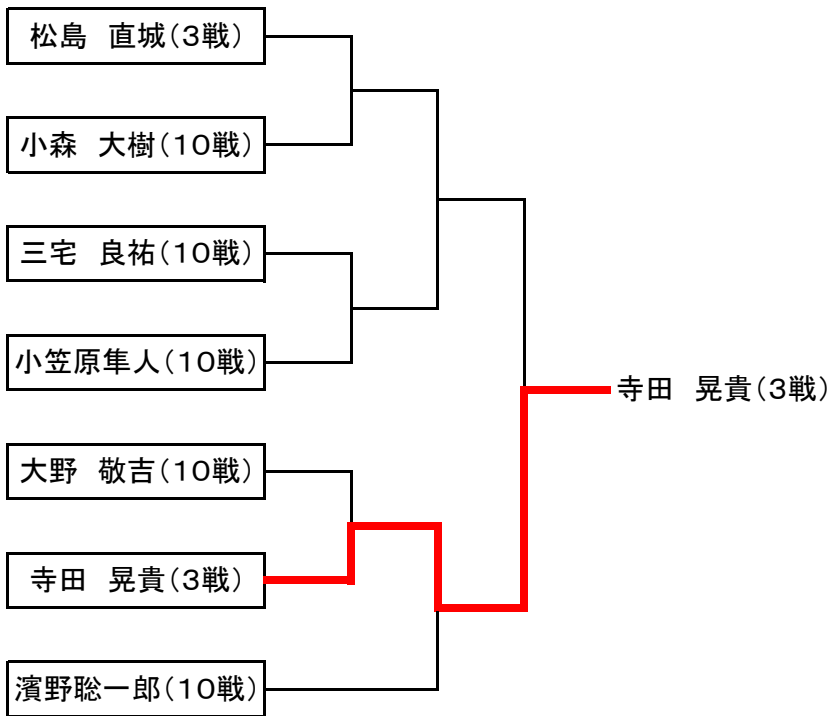 松島　直城(3戦)
小森　大樹(10戦)
三宅　良祐(10戦)
小笠原隼人(10戦)
寺田　晃貴(3戦)
大野　敬吉(10戦)
寺田　晃貴(3戦)
濱野聡一郎(10戦)